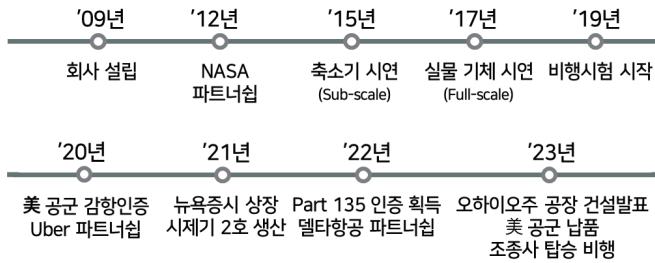 '09년 '12년 '15년 '17년 '19년
회사 설립 NASA 축소기 시연 실물 기체 시연 비행시험 시작
파트너쉽 (Sub-scale) (Full-scale)
'20년 '21년 '22년 '23년
美 공군 감항인증 뉴욕증시 상장 Part 135 인증 획득 오하이오주 공장 건설발표
Uber 파트너쉽 시제기 2호 생산 델타항공 파트너쉽 美 공군 납품
조종사 탑승 비행